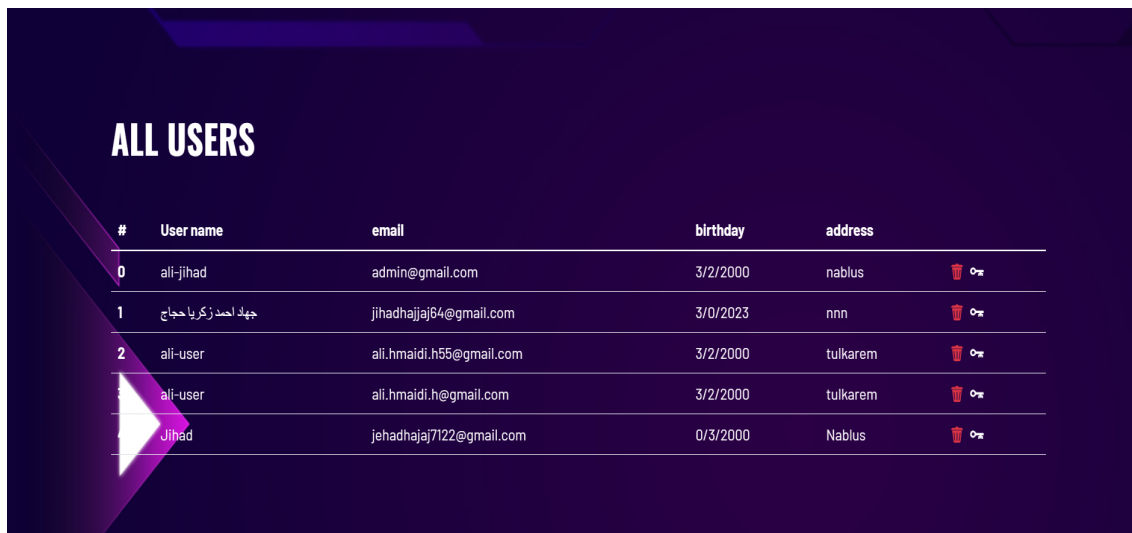 ALL USERS
# User name email birthday address
0 ali-jihad admin@gmail.com 3/2/2000 nablus
1 جهاد احمد زكريا حجاج jihadhajjaj64@gmail.com 3/0/2023 nnn
2 ali-user ali.hmaidi.h55@gmail.com 3/2/2000 tulkarem
ali-user ali.hmaidi.h@gmail.com 3/2/2000 tulkarem
Jihad jehadhajaj7122@gmail.com 0/3/2000 Nablus